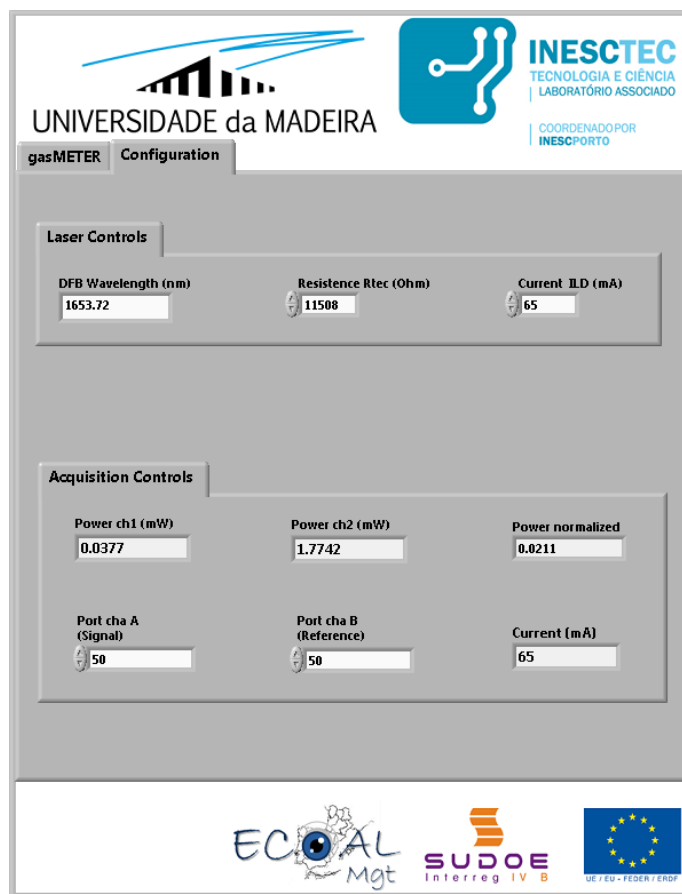 UNIVERSIDADE da MADEIRA
INESCTEC
TECNOLOGIA E CIÊNCIA
LABORATÓRIO ASSOCIADO
COORDENADO POR
INESCPORTO
gasMETER
Configuration
Laser Controls
DFB Wavelength (nm)
Resistence Rtec (Ohm)
Current ILD (mA)
1653.72
11508
65
Acquisition Controls
Power ch1 (mW)
Power ch2 (mW)
Power normalized
0.0377
1.7742
0.0211
Port cha A
(Signal)
Port cha B
(Reference)
Current (mA)
50
50
65
ECOAL
Mgt
SUDOE
Interreg IV B
UE / EU - FEDER / ERDF